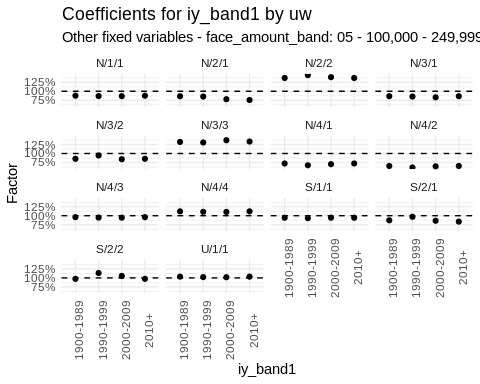 Coefficients for iy_band1 by uw
Other fixed variables - face_amount_band: 05 - 100,000 - 249,999
N/1/1 N/2/1 N/2/2 N/3/1
125%
100%
75%
N/3/2 N/3/3 N/4/1 N/4/2
125%
100%
75%
N/4/3 N/4/4 S/1/1 S/2/1
125%
100%
75%
S/2/2 U/1/1
125%
100%
75%
1900-1989 1990-1999 2000-2009 2010+ 1900-1989 1990-1999 2000-2009 2010+
1900-1989 1990-1999 2000-2009 2010+ 1900-1989 1990-1999 2000-2009 2010+
Factor
iy_band1